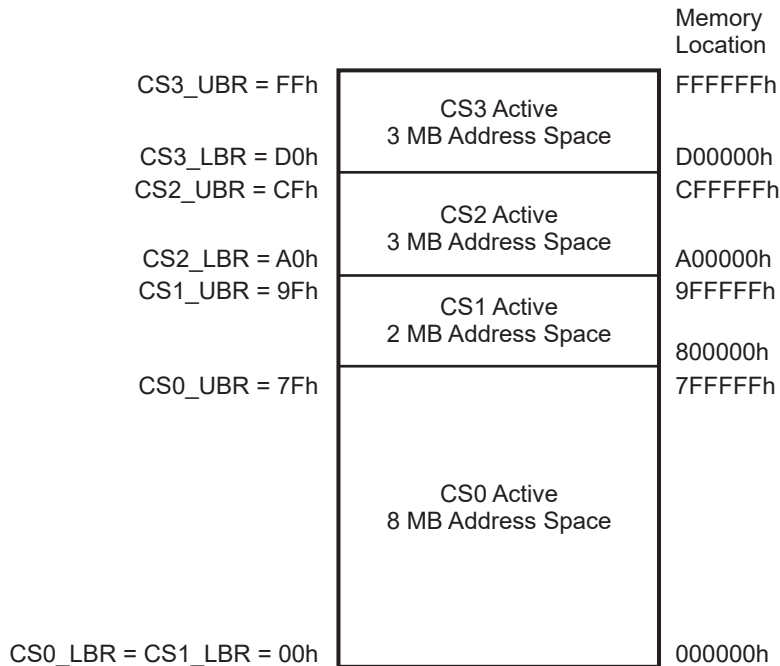 Memory
Location
CS3_UBR = FFh
FFFFFFh
CS3 Active
3 MB Address Space
CS3_LBR = D0h
D00000h
CS2_UBR = CFh
CFFFFFh
CS2 Active
3 MB Address Space
CS2_LBR = A0h
A00000h
CS1_UBR = 9Fh
9FFFFFh
CS1 Active
2 MB Address Space
800000h
CS0_UBR = 7Fh
7FFFFFh
CS0 Active
8 MB Address Space
CS0_LBR = CS1_LBR = 00h
000000h